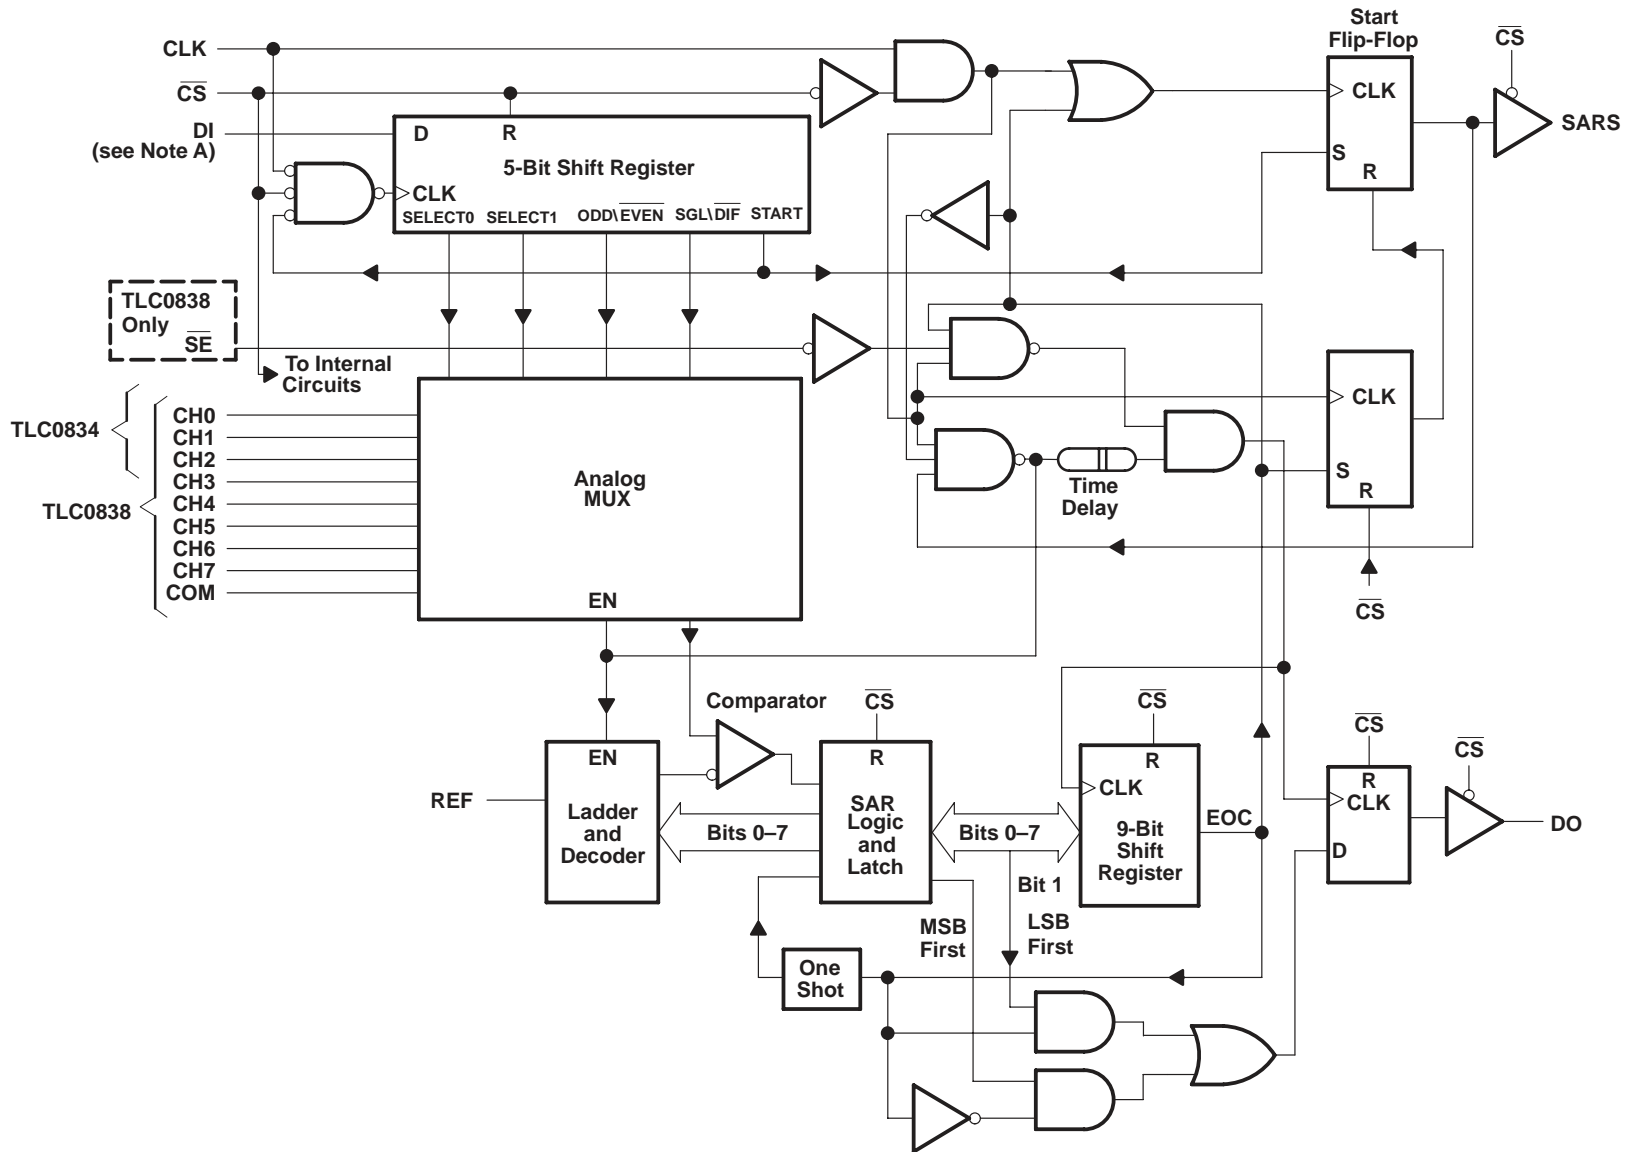 Start
Flip-Flop
CLK
CS
CS
CLK
SARS
DI
(see Note A)
D
R
5-Bit Shift Register
S
R
CLK
SELECT0 SELECT1 ODD\EVEN SGL\DIF START
TLC0838
Only
SE
To Internal
Circuits
CLK
S
R
CS
TLC0834
TLC0838
CH0
CH1
CH2
CH3
CH4
CH5
CH6
CH7
COM
Analog
MUX
EN
Time
Delay
Comparator
CS
CS
CS
CS
EN
R
R
R
REF
Ladder
and
Decoder
Bits 0–7
SAR
Logic
and
Latch
Bits 0–7
CLK
9-Bit
Shift
Register
EOC
CLK
D
DO
Bit 1
MSB
First
LSB
First
One
Shot